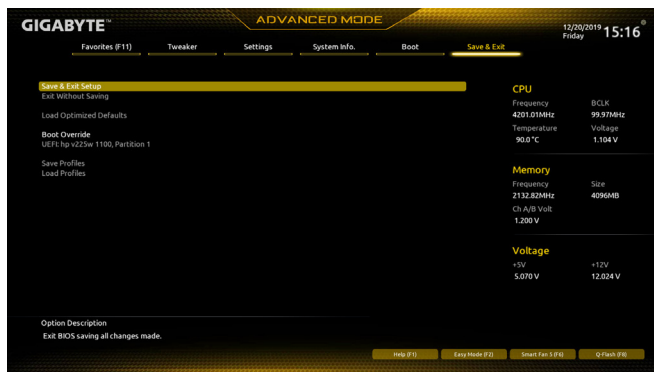 GIGABYTE™
ADVANCED MODE
12/20/2019 15:16
Friday
Favorites (F11) Tweaker Settings System Info. Boot Save & Exit
Save & Exit Setup
Exit Without Saving
Load Optimized Defaults
Boot Override
UEFI: hp v225w 1100, Partition 1
Save Profiles
Load Profiles
CPU
Frequency BCLK
4201.01MHz 99.97MHz
Temperature Voltage
90.0 °C 1.104 V
Memory
Frequency Size
2132.82MHz 4096MB
Ch A/B Volt
1.200 V
Voltage
+5V +12V
5.070 V 12.024 V
Option Description
Exit BIOS saving all changes made.
Help (F1) Easy Mode (F2) Smart Fan 5 (F6) Q-Flash (F8)